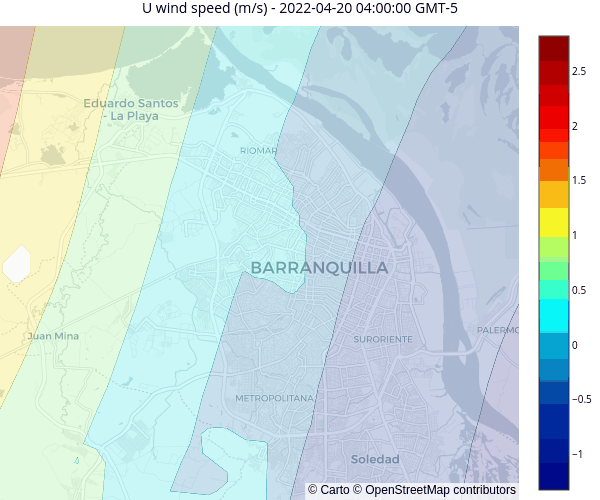 U wind speed (m/s) - 2022-04-20 04:00:00 GMT-5
Eduardo Santos
- La Playa
RIOMAR
BARRANQUILLA
Juan Mina
SURORIENTE
PALERMO
METROPOLITANA
Soledad
© Carto © OpenStreetMap contributors
2.5
2
1.5
1
0.5
0
−0.5
−1